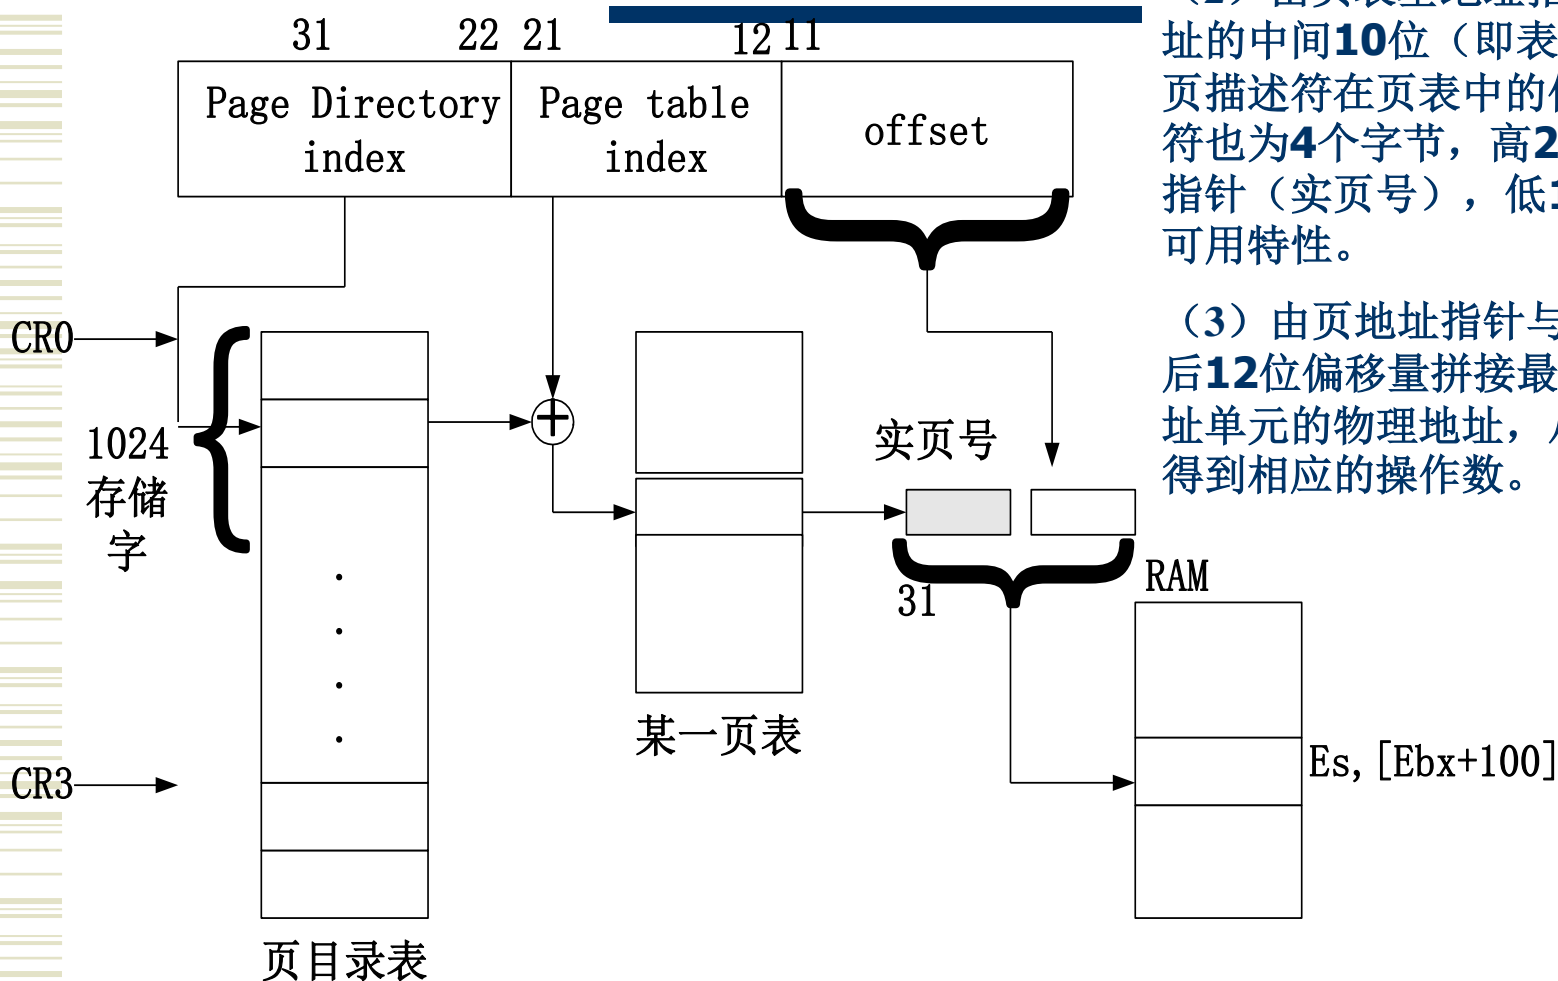 31 22 21 12 11
Page Directory index
Page table index
offset
CR0
1024
存储
字
CR3
页目录表
某一页表
实页号
31
RAM
Es,[Ebx+100]
址的中间10位（即表
页描述符在页表中的
符也为4个字节，高2
指针（实页号），低
可用特性。
（3）由页地址指针与
后12位偏移量拼接最
址单元的物理地址，
得到相应的操作数。